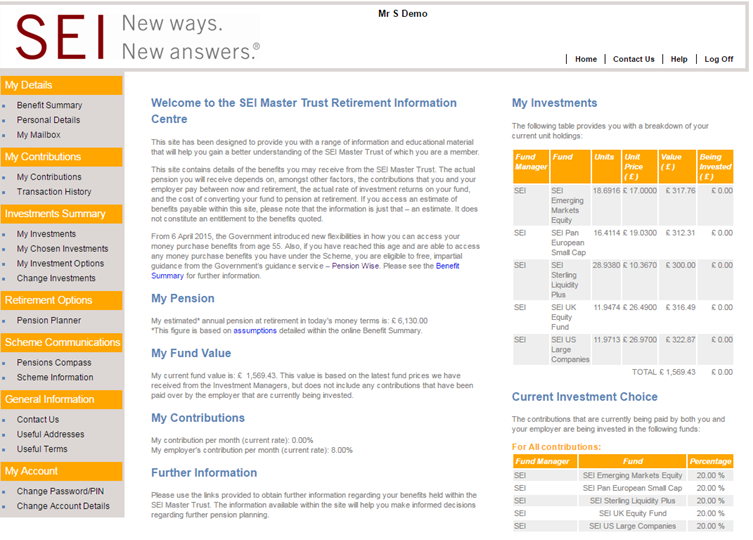 SEI New ways.
New answers.®
Mr S Demo
Home
Contact Us
Help
Log Off
My Details
Benefit Summary
Personal Details
My Mailbox
My Contributions
My Contributions
Transaction History
Investments Summary
My Investments
My Chosen Investments
My Investment Options
Change Investments
Retirement Options
Pension Planner
Scheme Communications
Pensions Compass
Scheme Information
General Information
Contact Us
Useful Addresses
Useful Terms
My Account
Change Password/PIN
Change Account Details
Welcome to the SEI Master Trust Retirement Information
Centre
This site has been designed to provide you with a range of information and educational material
that will help you gain a better understanding of the SEI Master Trust of which you are a member.
This site contains details of the benefits you may receive from the SEI Master Trust. The actual
pension you will receive depends on, amongst other factors, the contributions that you and your
employer pay between now and retirement, the actual rate of investment returns on your fund,
and the cost of converting your fund to pension at retirement. If you access an estimate of
benefits payable within this site, please note that the information is just that – an estimate. It does
not constitute an entitlement to the benefits quoted.
From 6 April 2015, the Government introduced new flexibilities in how you can access your
money purchase benefits from age 55. Also, if you have reached this age and are able to access
any money purchase benefits you have under the Scheme, you are eligible to free, impartial
guidance from the Government's guidance service – Pension Wise. Please see the Benefit
Summary for further information.
My Pension
My estimated* annual pension at retirement in today's money terms is: £ 6,130.00
*This figure is based on assumptions detailed within the online Benefit Summary.
My Fund Value
My current fund value is: £ 1,569.43. This value is based on the latest fund prices we have
received from the Investment Managers, but does not include any contributions that have been
paid over by the employer that are currently being invested.
My Contributions
My contribution per month (current rate): 0.00%
My employer's contribution per month (current rate): 8.00%
Further Information
Please use the links provided to obtain further information regarding your benefits held within the
SEI Master Trust. The information available within the site will help you make informed decisions
regarding further pension planning.
My Investments
The following table provides you with a breakdown of your
current unit holdings:
Fund Manager Fund Units Unit Price ( £ ) Value ( £ ) Being Invested ( £ )
SEI SEI Emerging Markets Equity 18.6916 £ 17.0000 £ 317.76 £ 0.00
SEI SEI Pan European Small Cap 16.4114 £ 19.0300 £ 312.31 £ 0.00
SEI SEI Sterling Liquidity Plus 28.9380 £ 10.3670 £ 300.00 £ 0.00
SEI SEI UK Equity Fund 11.9474 £ 26.4900 £ 316.49 £ 0.00
SEI SEI US Large Companies 11.9713 £ 26.9700 £ 322.87 £ 0.00
TOTAL £ 1,569.43 £ 0.00
Current Investment Choice
The contributions that are currently being paid by both you and
your employer are being invested in the following funds:
For All contributions:
Fund Manager Fund Percentage
SEI SEI Emerging Markets Equity 20.00 %
SEI SEI Pan European Small Cap 20.00 %
SEI SEI Sterling Liquidity Plus 20.00 %
SEI SEI UK Equity Fund 20.00 %
SEI SEI US Large Companies 20.00 %